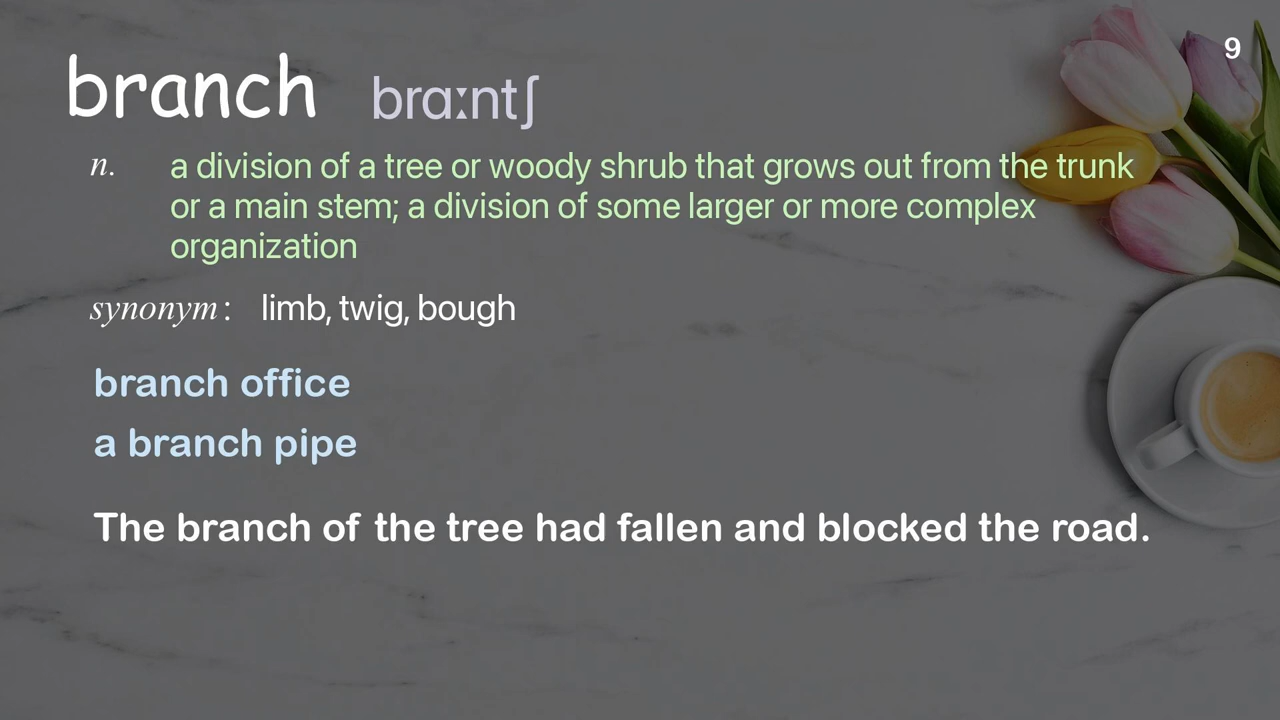 9
branch brɑːntʃ
n. a division of a tree or woody shrub that grows out from the trunk
or a main stem; a division of some larger or more complex
organization
synonym: limb, twig, bough
branch office
a branch pipe
The branch of the tree had fallen and blocked the road.